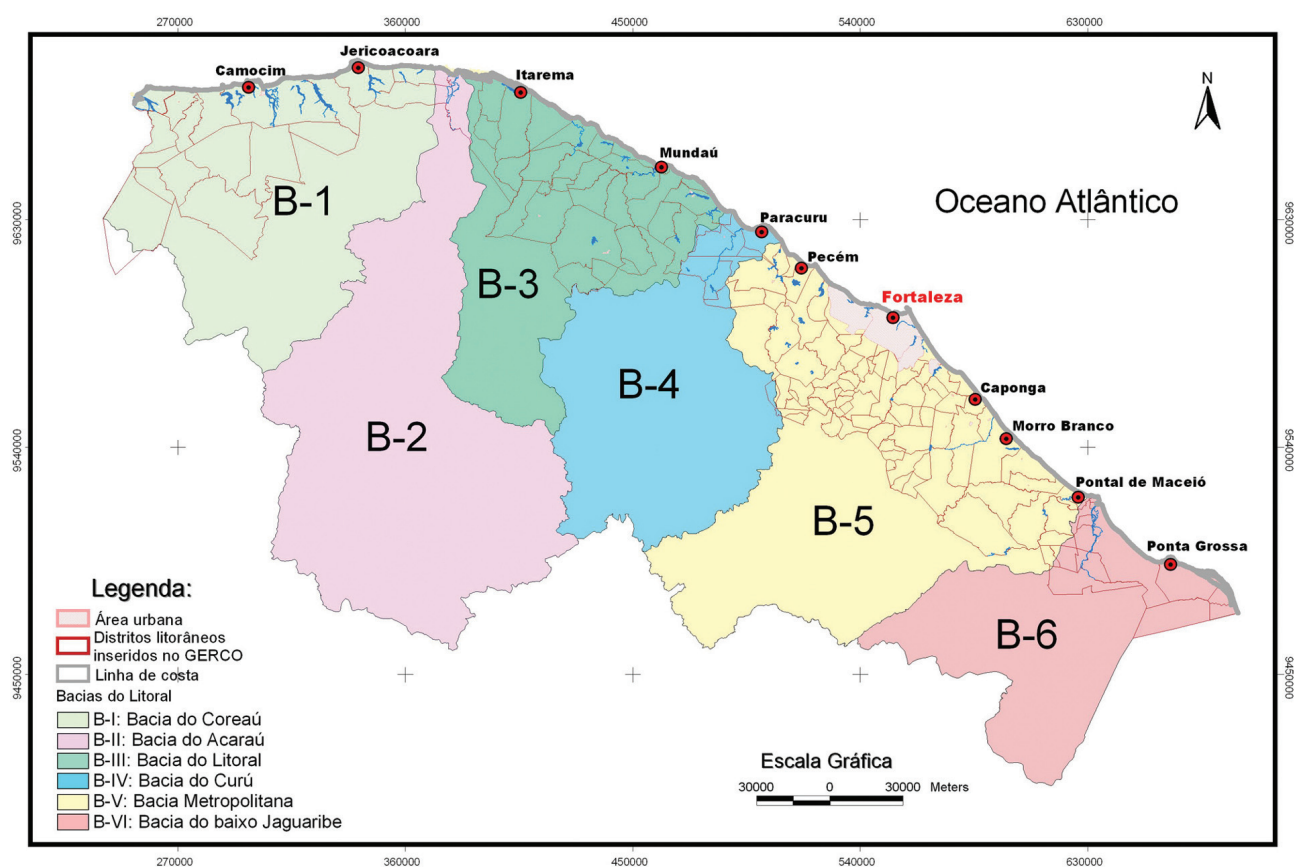 270000 360000 450000 540000 630000
Jericoacoara
Camocim
Itarema
N
Mundaú
B-1
Oceano Atlântico
9630000
9630000
Paracuru
Pecém
B-3
Fortaleza
B-4
Caponga
B-2
Morro Branco
9540000
9540000
Pontal de Maceió
B-5
Ponta Grossa
Legenda:
Área urbana
Distritos litorâneos
inseridos no GERCO
Linha de costa
B-6
9450000
9450000
Bacias do Litoral
B-I: Bacia do Coreaú
B-II: Bacia do Acaraú
B-III: Bacia do Litoral
B-IV: Bacia do Curú
B-V: Bacia Metropolitana
B-VI: Bacia do baixo Jaguaribe
Escala Gráfica
30000 0 30000 Meters
270000 360000 450000 540000 630000